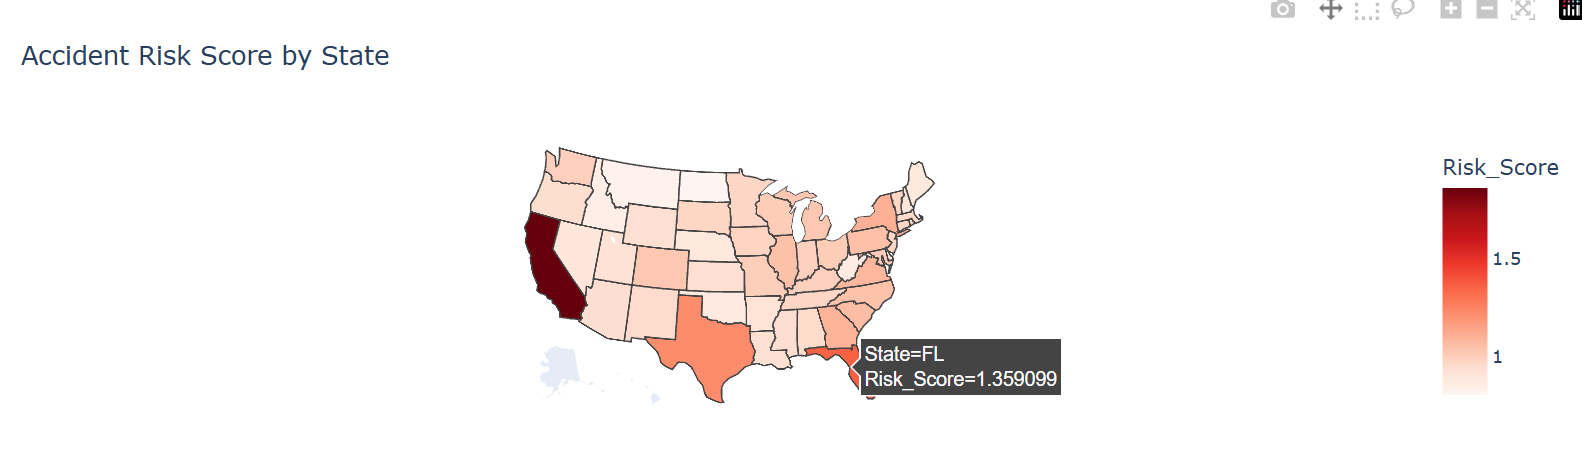 Accident Risk Score by State
Risk_Score
1.5
State=FL
Risk_Score=1.359099
1